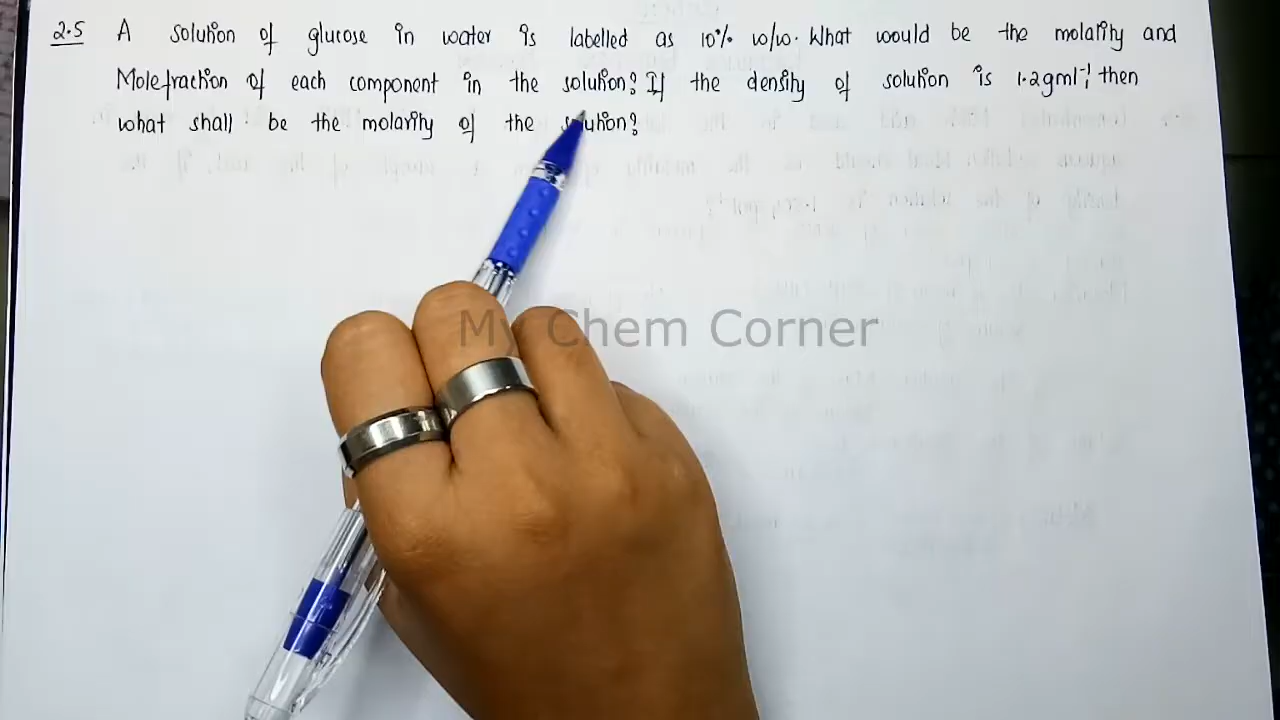 2.5 A solution of glucose in water is labelled as 10% w/w. What would be the molality and
Molefraction of each component in the solution? If the density of solution is 1.2gml⁻¹, then
what shall be the molarity of the solution?
My Chem Corner